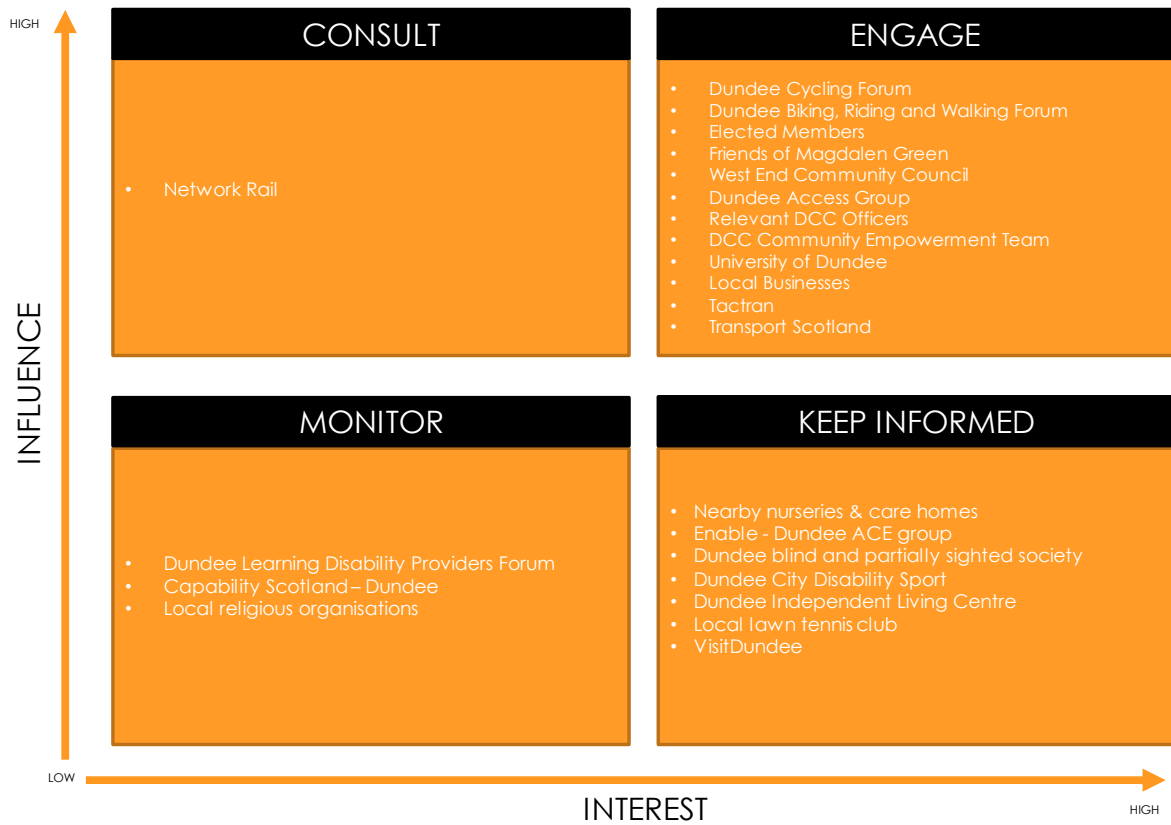 HIGH
CONSULT
• Network Rail
ENGAGE
• Dundee Cycling Forum
• Dundee Biking, Riding and Walking Forum
• Elected Members
• Friends of Magdalen Green
• West End Community Council
• Dundee Access Group
• Relevant DCC Officers
• DCC Community Empowerment Team
• University of Dundee
• Local Businesses
• Tactran
• Transport Scotland
INFLUENCE
MONITOR
• Dundee Learning Disability Providers Forum
• Capability Scotland – Dundee
• Local religious organisations
KEEP INFORMED
• Nearby nurseries & care homes
• Enable - Dundee ACE group
• Dundee blind and partially sighted society
• Dundee City Disability Sport
• Dundee Independent Living Centre
• Local lawn tennis club
• VisitDundee
LOW
INTEREST
HIGH